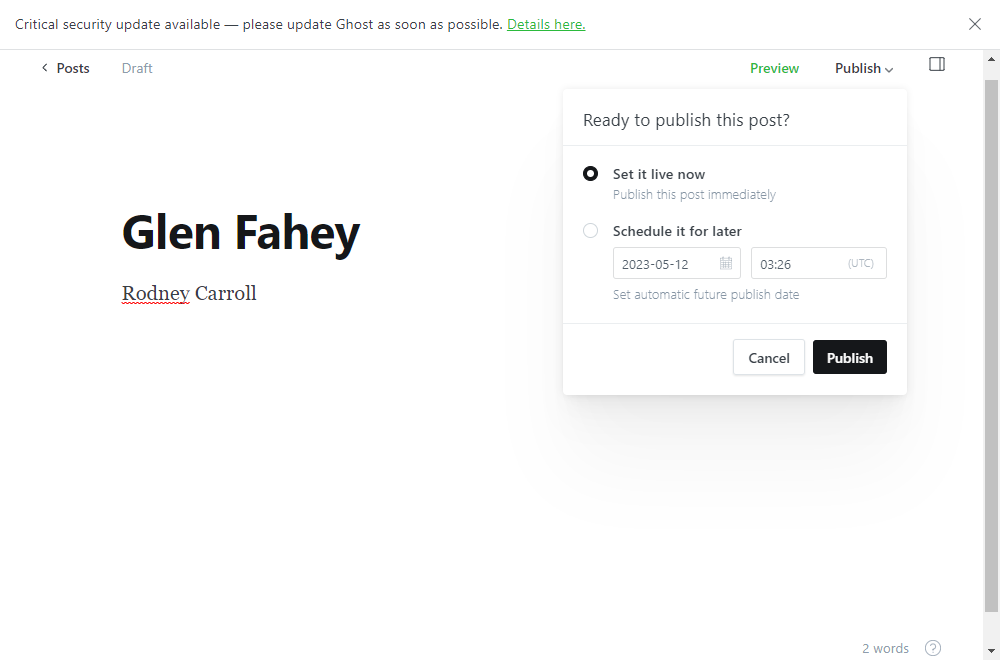 Critical security update available — please update Ghost as soon as possible. Details here.
Posts Draft Preview Publish
Ready to publish this post?
Set it live now
Publish this post immediately
Schedule it for later
2023-05-12 03:26 (UTC)
Set automatic future publish date
Cancel Publish
Glen Fahey
Rodney Carroll
2 words ?